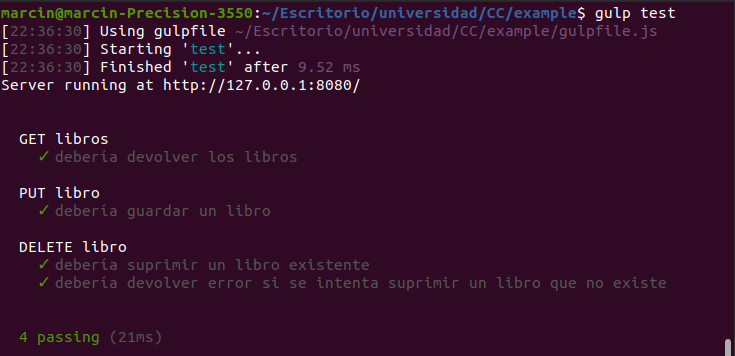 marcin@marcin-Precision-3550:~/Escritorio/universidad/CC/example$ gulp test
[22:36:30] Using gulpfile ~/Escritorio/universidad/CC/example/gulpfile.js
[22:36:30] Starting 'test'...
[22:36:30] Finished 'test' after 9.52 ms
Server running at http://127.0.0.1:8080/
GET libros
✓ debería devolver los libros
PUT libro
✓ debería guardar un libro
DELETE libro
✓ debería suprimir un libro existente
✓ debería devolver error si se intenta suprimir un libro que no existe
4 passing (21ms)